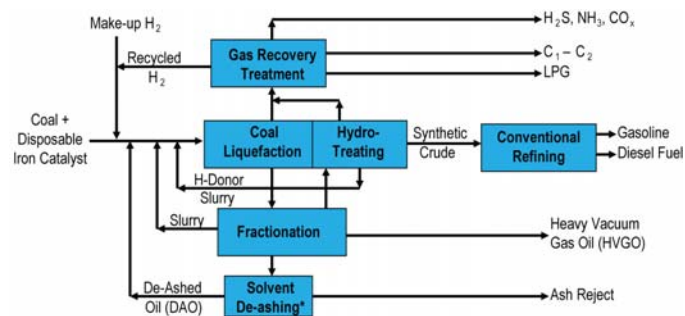 Make-up H₂
H₂S, NH₃, COₓ
Gas Recovery
Treatment
Recycled
H₂
C₁ – C₂
LPG
Coal +
Disposable
Iron Catalyst
Coal
Liquefaction
Hydro-
Treating
Synthetic
Crude
Conventional
Refining
Gasoline
Diesel Fuel
H-Donor
Slurry
Slurry
Fractionation
Heavy Vacuum
Gas Oil (HVGO)
De-Ashed
Oil (DAO)
Solvent
De-ashing*
Ash Reject